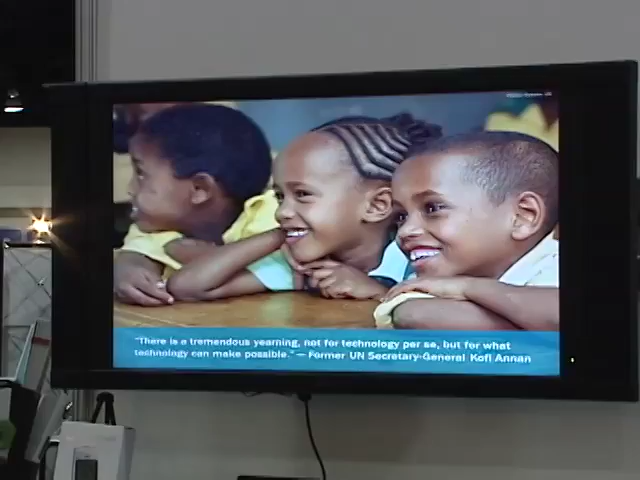 "There is a tremendous yearning, not for technology per se, but for what
technology can make possible." — Former UN Secretary-General Kofi Annan